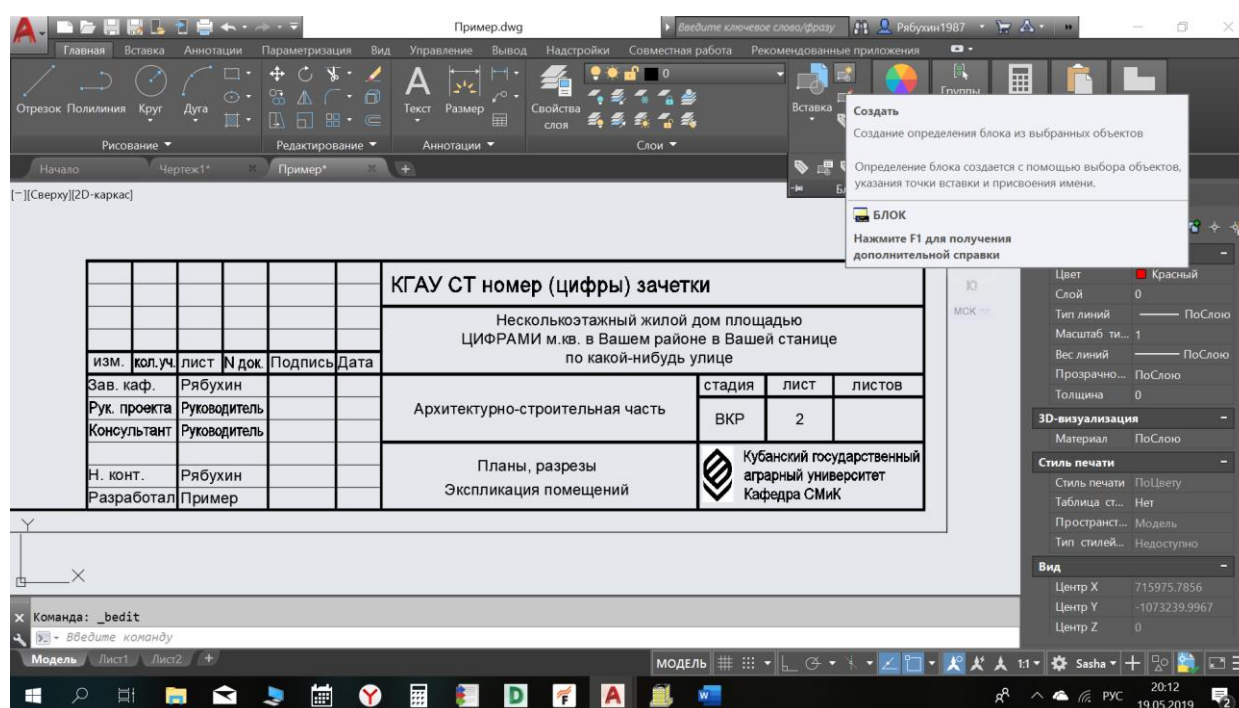 Пример.dwg
Введите ключевое слово/фразу
Рябухин1987
Главная Вставка Аннотации Параметризация Вид Управление Вывод Надстройки Совместная работа Рекомендованные приложения
Отрезок Полилиния Круг Дуга
Текст Размер
Свойства слоя
0
Вставка
Группы
Рисование Редактирование Аннотации Слои
Создать
Создание определения блока из выбранных объектов
Определение блока создается с помощью выбора объектов,
указания точки вставки и присвоения имени.
БЛОК
Нажмите F1 для получения
дополнительной справки
Начало Чертеж1* Пример*
[−][Сверху][2D-каркас]
КГАУ СТ номер (цифры) зачетки
Несколькоэтажный жилой дом площадью
ЦИФРАМИ м.кв. в Вашем районе в Вашей станице
по какой-нибудь улице
изм. кол.уч. лист N док. Подпись Дата
Зав. каф. Рябухин
Рук. проекта Руководитель
Консультант Руководитель
Н. конт. Рябухин
Разработал Пример
Архитектурно-строительная часть
стадия лист листов
ВКР 2
Планы, разрезы
Экспликация помещений
Кубанский государственный
аграрный университет
Кафедра СМиК
Ю
МСК
Y
X
Цвет Красный
Слой 0
Тип линий ПоСлою
Масштаб ти... 1
Вес линий ПоСлою
Прозрачно... ПоСлою
Толщина 0
3D-визуализация
Материал ПоСлою
Стиль печати
Стиль печати ПоЦвету
Таблица ст... Нет
Пространст... Модель
Тип стилей... Недоступно
Вид
Центр X 715975.7856
Центр Y -1073239.9967
Центр Z 0
Команда: _bedit
Введите команду
Модель Лист1 Лист2 +
МОДЕЛЬ
1:1
Sasha
РУС
20:12
19.05.2019